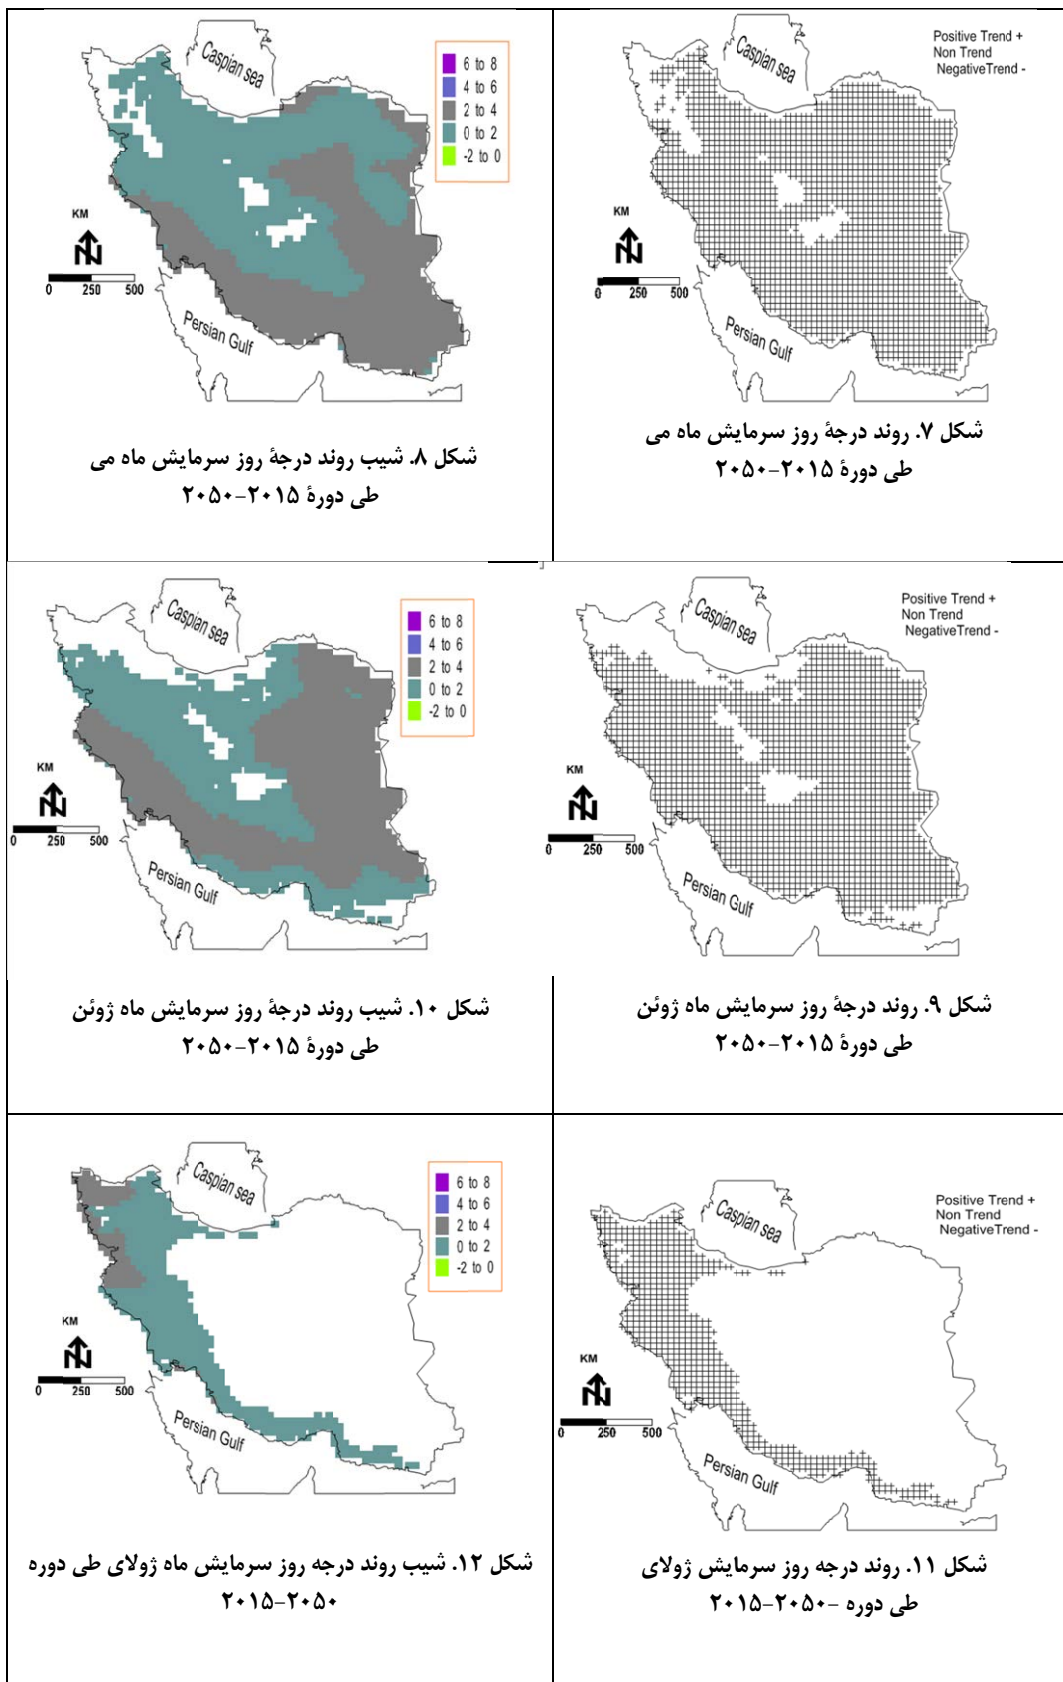 Positive Trend +
Non Trend
NegativeTrend -
Caspian sea
KM
N
0 250 500
Persian Gulf
شکل ۷. روند درجهٔ روز سرمایش ماه می
طی دورهٔ ۲۰۱۵-۲۰۵۰
Caspian sea
6 to 8
4 to 6
2 to 4
0 to 2
-2 to 0
KM
N
0 250 500
Persian Gulf
شکل ۸. شیب روند درجهٔ روز سرمایش ماه می
طی دورهٔ ۲۰۱۵-۲۰۵۰
Positive Trend +
Non Trend
NegativeTrend -
Caspian sea
KM
N
0 250 500
Persian Gulf
شکل ۹. روند درجهٔ روز سرمایش ماه ژوئن
طی دورهٔ ۲۰۱۵-۲۰۵۰
Caspian sea
6 to 8
4 to 6
2 to 4
0 to 2
-2 to 0
KM
N
0 250 500
Persian Gulf
شکل ۱۰. شیب روند درجهٔ روز سرمایش ماه ژوئن
طی دورهٔ ۲۰۱۵-۲۰۵۰
Positive Trend +
Non Trend
NegativeTrend -
Caspian sea
KM
N
0 250 500
Persian Gulf
شکل ۱۱. روند درجه روز سرمایش ژولای
طی دوره -۲۰۵۰-۲۰۱۵
Caspian sea
6 to 8
4 to 6
2 to 4
0 to 2
-2 to 0
KM
N
0 250 500
Persian Gulf
شکل ۱۲. شیب روند درجه روز سرمایش ماه ژولای طی دوره
۲۰۱۵-۲۰۵۰